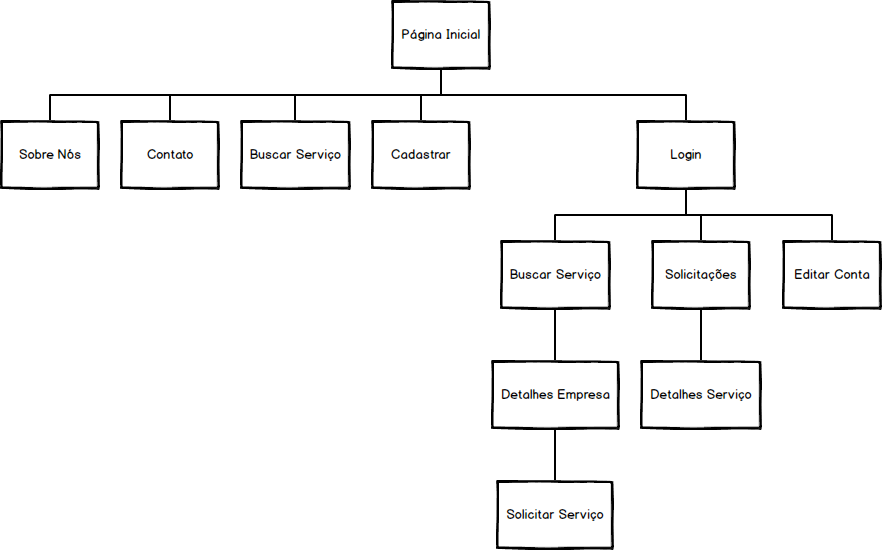 Página Inicial
Sobre Nós
Contato
Buscar Serviço
Cadastrar
Login
Buscar Serviço
Solicitações
Editar Conta
Detalhes Empresa
Detalhes Serviço
Solicitar Serviço